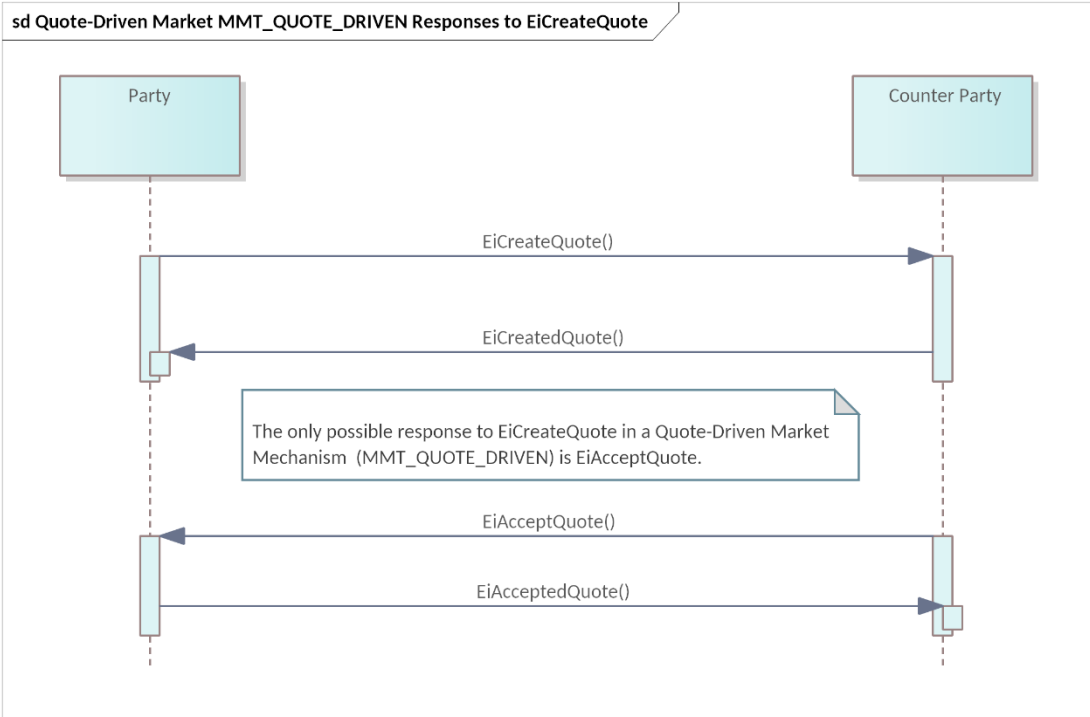 sd Quote-Driven Market MMT_QUOTE_DRIVEN Responses to EiCreateQuote
Party
Counter Party
EiCreateQuote()
EiCreatedQuote()
The only possible response to EiCreateQuote in a Quote-Driven Market
Mechanism (MMT_QUOTE_DRIVEN) is EiAcceptQuote.
EiAcceptQuote()
EiAcceptedQuote()